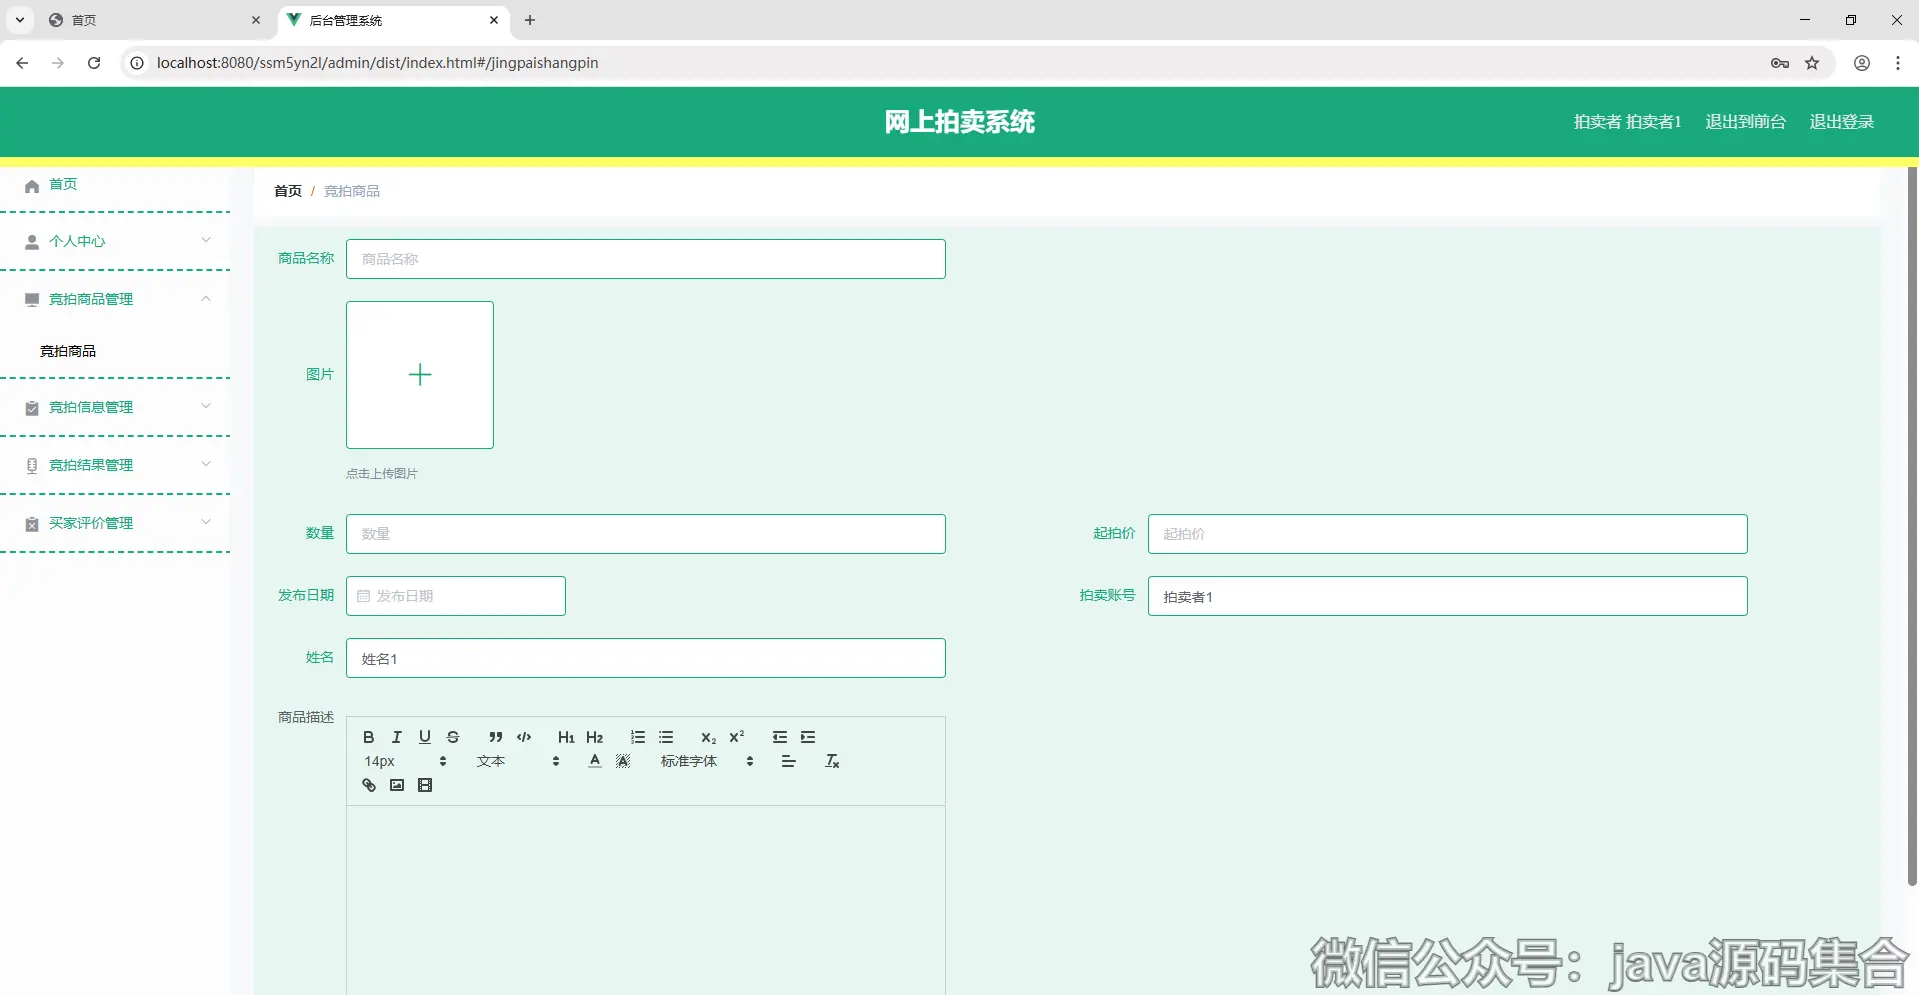 首页
后台管理系统
localhost:8080/ssm5yn2l/admin/dist/index.html#/jingpaishangpin
网上拍卖系统
拍卖者 拍卖者1 退出到前台 退出登录
首页
个人中心
竞拍商品管理
竞拍商品
竞拍信息管理
竞拍结果管理
买家评价管理
首页 / 竞拍商品
商品名称 商品名称
图片
点击上传图片
数量 数量 起拍价 起拍价
发布日期 发布日期 拍卖账号 拍卖者1
姓名 姓名1
商品描述
B I U S H1 H2 X2 X2
14px 文本 A A 标准字体 Tx
微信公众号：java源码集合